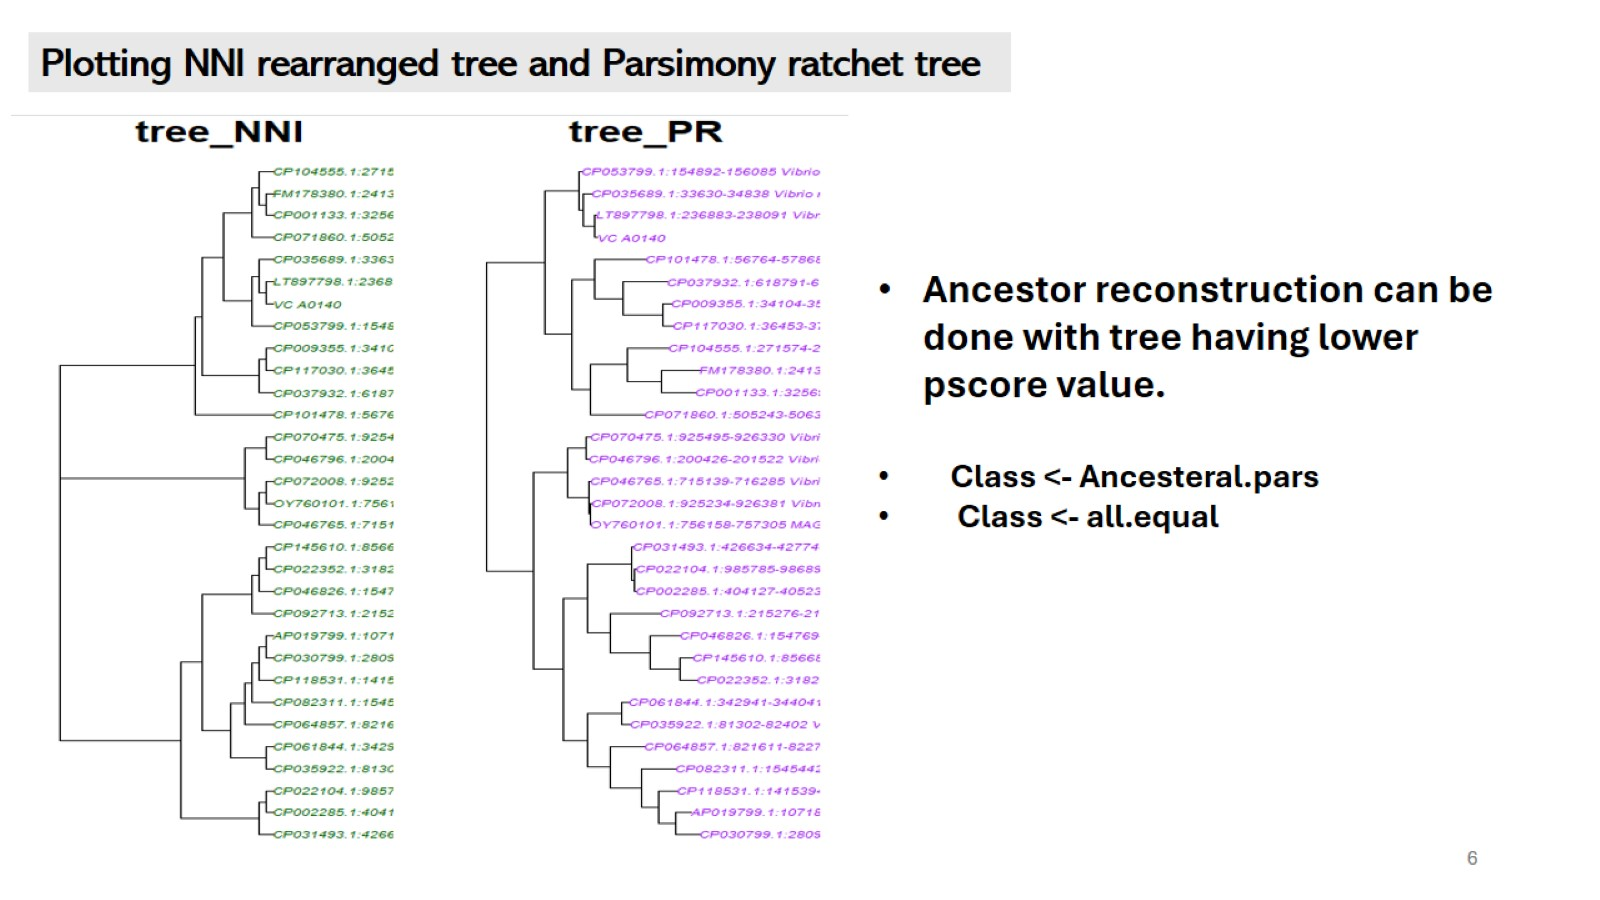 Plotting NNI rearranged tree and Parsimony ratchet tree
tree_NNI
CP104555.1:2715
FM178380.1:2413
CP001133.1:3256
CP071860.1:5052
CP035689.1:3363
LT897798.1:2368
VC A0140
CP053799.1:1548
CP009355.1:3410
CP117030.1:3645
CP037932.1:6187
CP101478.1:5676
CP070475.1:9254
CP046796.1:2004
CP072008.1:9252
OY760101.1:7561
CP046765.1:7151
CP145610.1:8566
CP022352.1:3182
CP046826.1:1547
CP092713.1:2152
AP019799.1:1071
CP030799.1:2809
CP118531.1:1415
CP082311.1:1545
CP064857.1:8216
CP061844.1:3429
CP035922.1:8130
CP022104.1:9857
CP002285.1:4041
CP031493.1:4266
tree_PR
CP053799.1:154892-156085 Vibrio
CP035689.1:33630-34838 Vibrio
LT897798.1:236883-238091 Vibr
VC A0140
CP101478.1:56764-57868
CP037932.1:618791-6
CP009355.1:34104-35
CP117030.1:36453-37
CP104555.1:271574-2
FM178380.1:2413
CP001133.1:3256
CP071860.1:505243-5063
CP070475.1:925495-926330 Vibri
CP046796.1:200426-201522 Vibri
CP046765.1:715139-716285 Vibri
CP072008.1:925234-926381 Vibri
OY760101.1:756158-757305 MAG
CP031493.1:426634-42774
CP022104.1:985785-98689
CP002285.1:404127-40523
CP092713.1:215276-21
CP046826.1:154769
CP145610.1:85668
CP022352.1:3182
CP061844.1:342941-344041
CP035922.1:81302-82402 V
CP064857.1:821611-8227
CP082311.1:1545442
CP118531.1:141539
AP019799.1:10718
CP030799.1:2809
• Ancestor reconstruction can be
done with tree having lower
pscore value.
• Class <- Ancesteral.pars
• Class <- all.equal
6